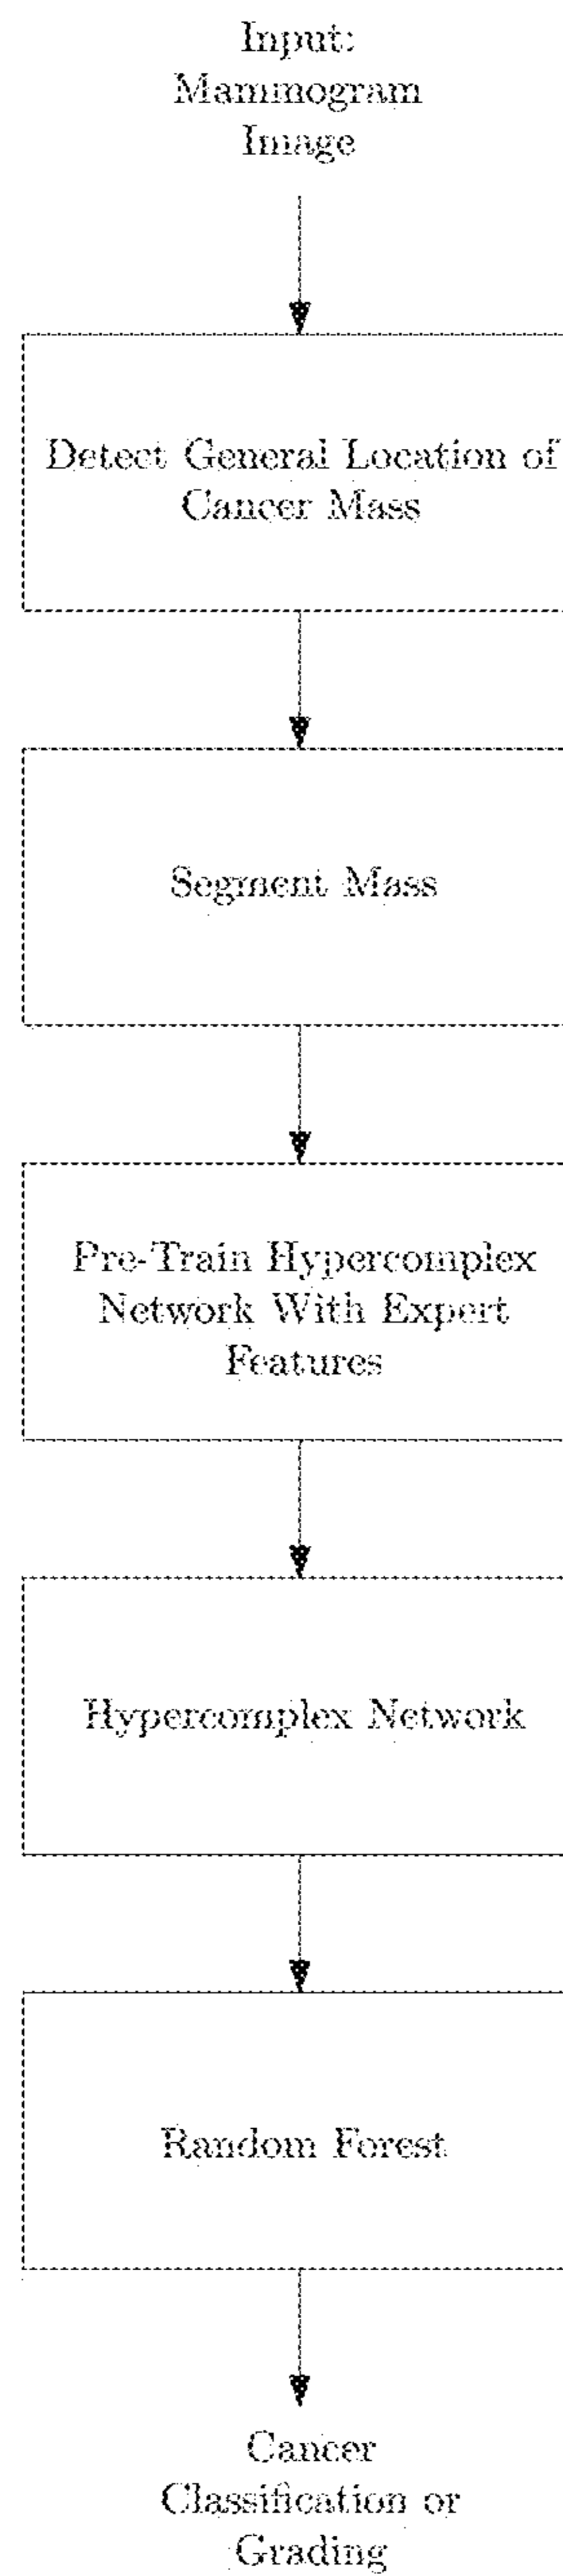 Input:
Mammogram
Image
Detect General Location of
Cancer Mass
Segment Mass
Pre-Train Hypercomplex
Network With Expert
Features
Hypercomplex Network
Random Forest
Cancer
Classification or
Grading